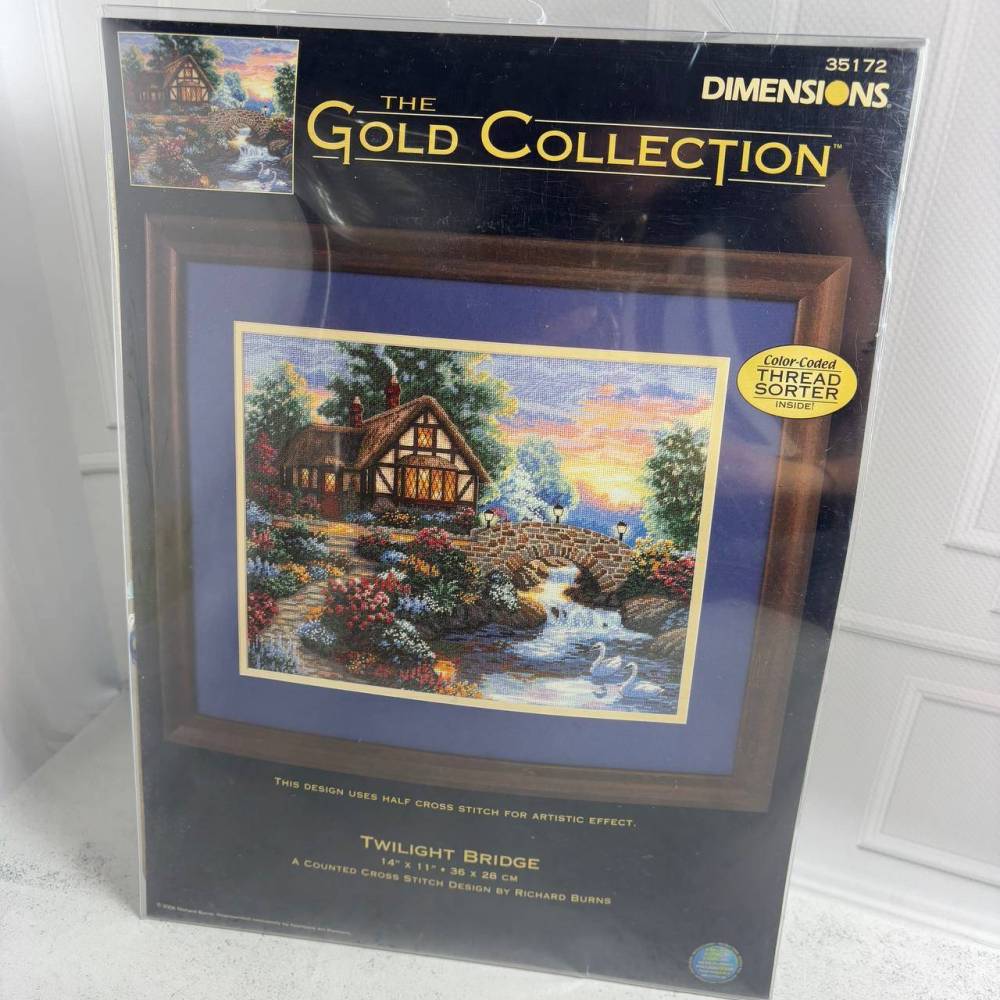 35172
DIMENSIONS
THE
GOLD COLLECTION™
Color-Coded
THREAD
SORTER
INSIDE!
THIS DESIGN USES HALF CROSS STITCH FOR ARTISTIC EFFECT.
TWILIGHT BRIDGE
14" X 11" • 36 X 28 CM
A COUNTED CROSS STITCH DESIGN BY RICHARD BURNS